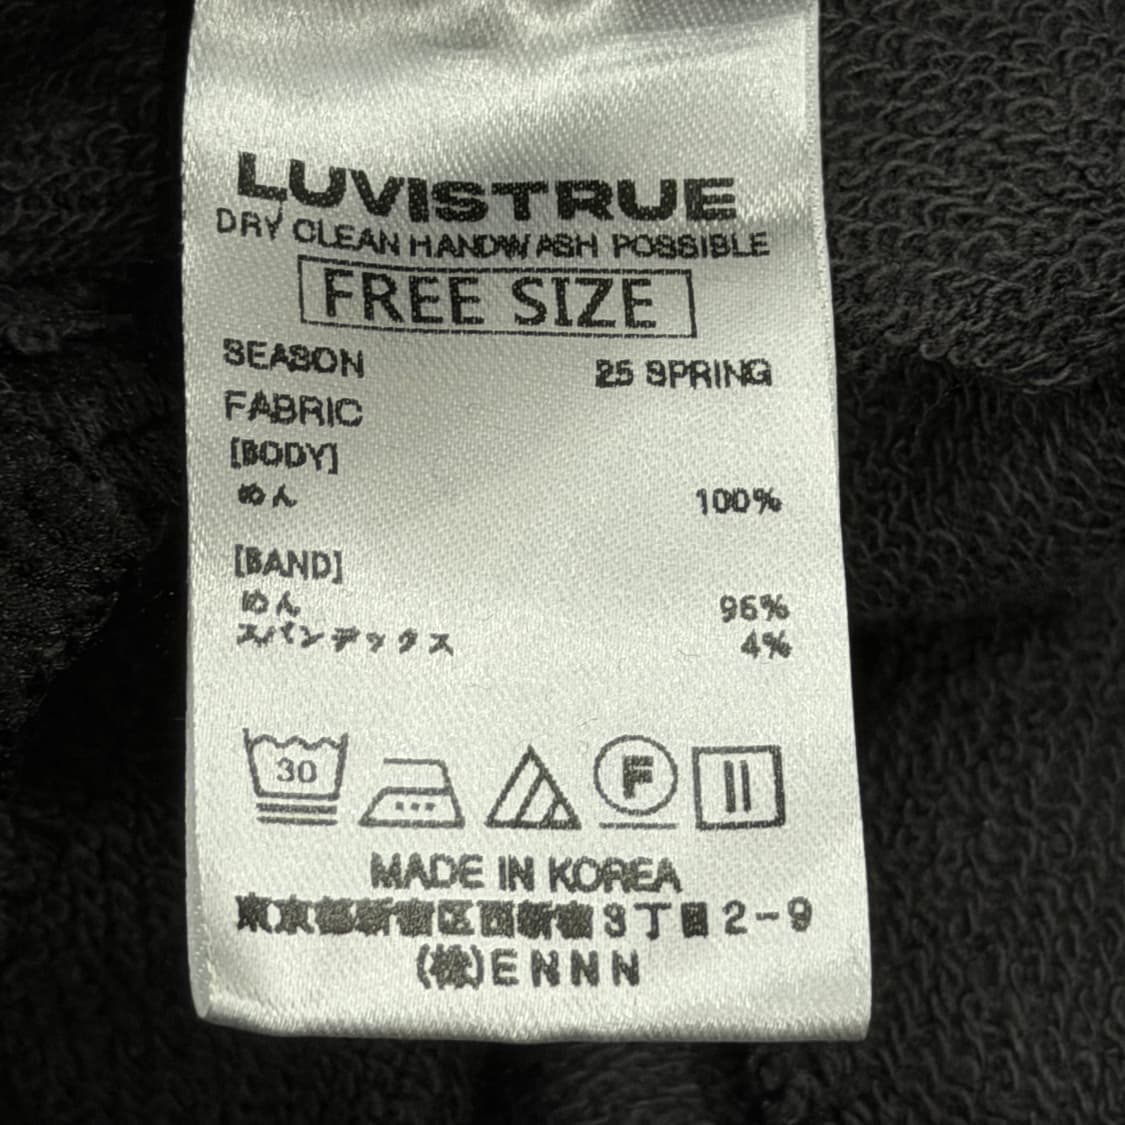 LUVISTRUE
DRY CLEAN HANDWASH POSSIBLE
FREE SIZE
SEASON 25 SPRING
FABRIC
[BODY]
めん 100%
[BAND]
めん 96%
スパンデックス 4%
30
F
MADE IN KOREA
東京都新宿区西新宿3丁目2-9
(株)ENNN